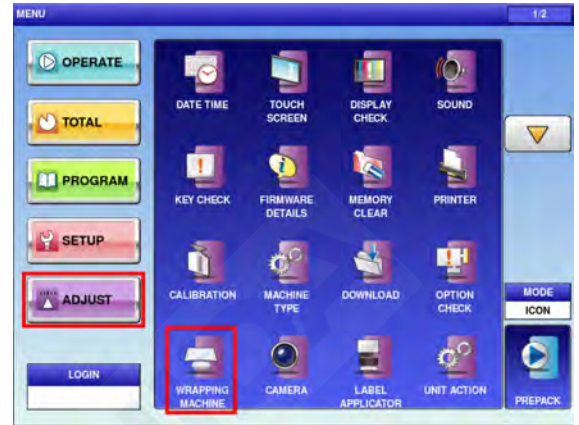 MENU
1/2
OPERATE
TOTAL
PROGRAM
SETUP
ADJUST
LOGIN
DATE TIME
TOUCH
SCREEN
DISPLAY
CHECK
SOUND
KEY CHECK
FIRMWARE
DETAILS
MEMORY
CLEAR
PRINTER
CALIBRATION
MACHINE
TYPE
DOWNLOAD
OPTION
CHECK
WRAPPING
MACHINE
CAMERA
LABEL
APPLICATOR
UNIT ACTION
MODE
ICON
PREPACK